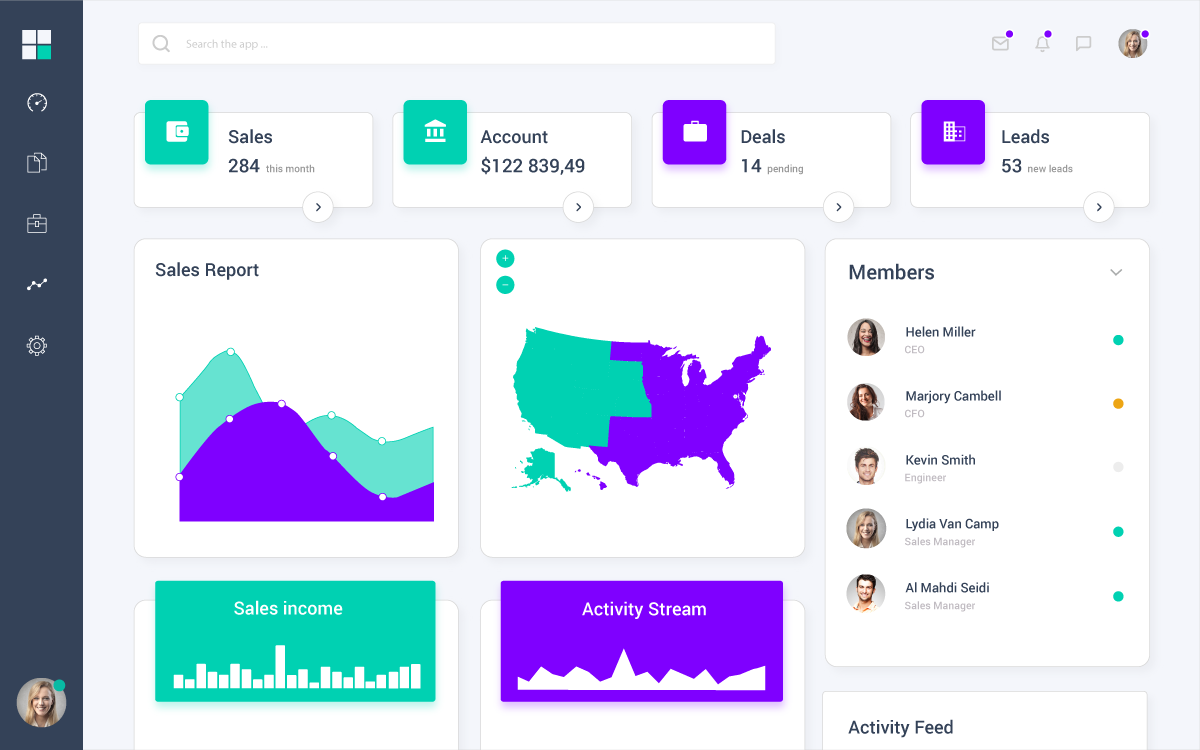 Search the app ...
Sales
284 this month
Account
$122 839,49
Deals
14 pending
Leads
53 new leads
Sales Report
+
−
Members
Helen Miller
CEO
Marjory Cambell
CFO
Kevin Smith
Engineer
Lydia Van Camp
Sales Manager
Al Mahdi Seidi
Sales Manager
Sales income
Activity Stream
Activity Feed